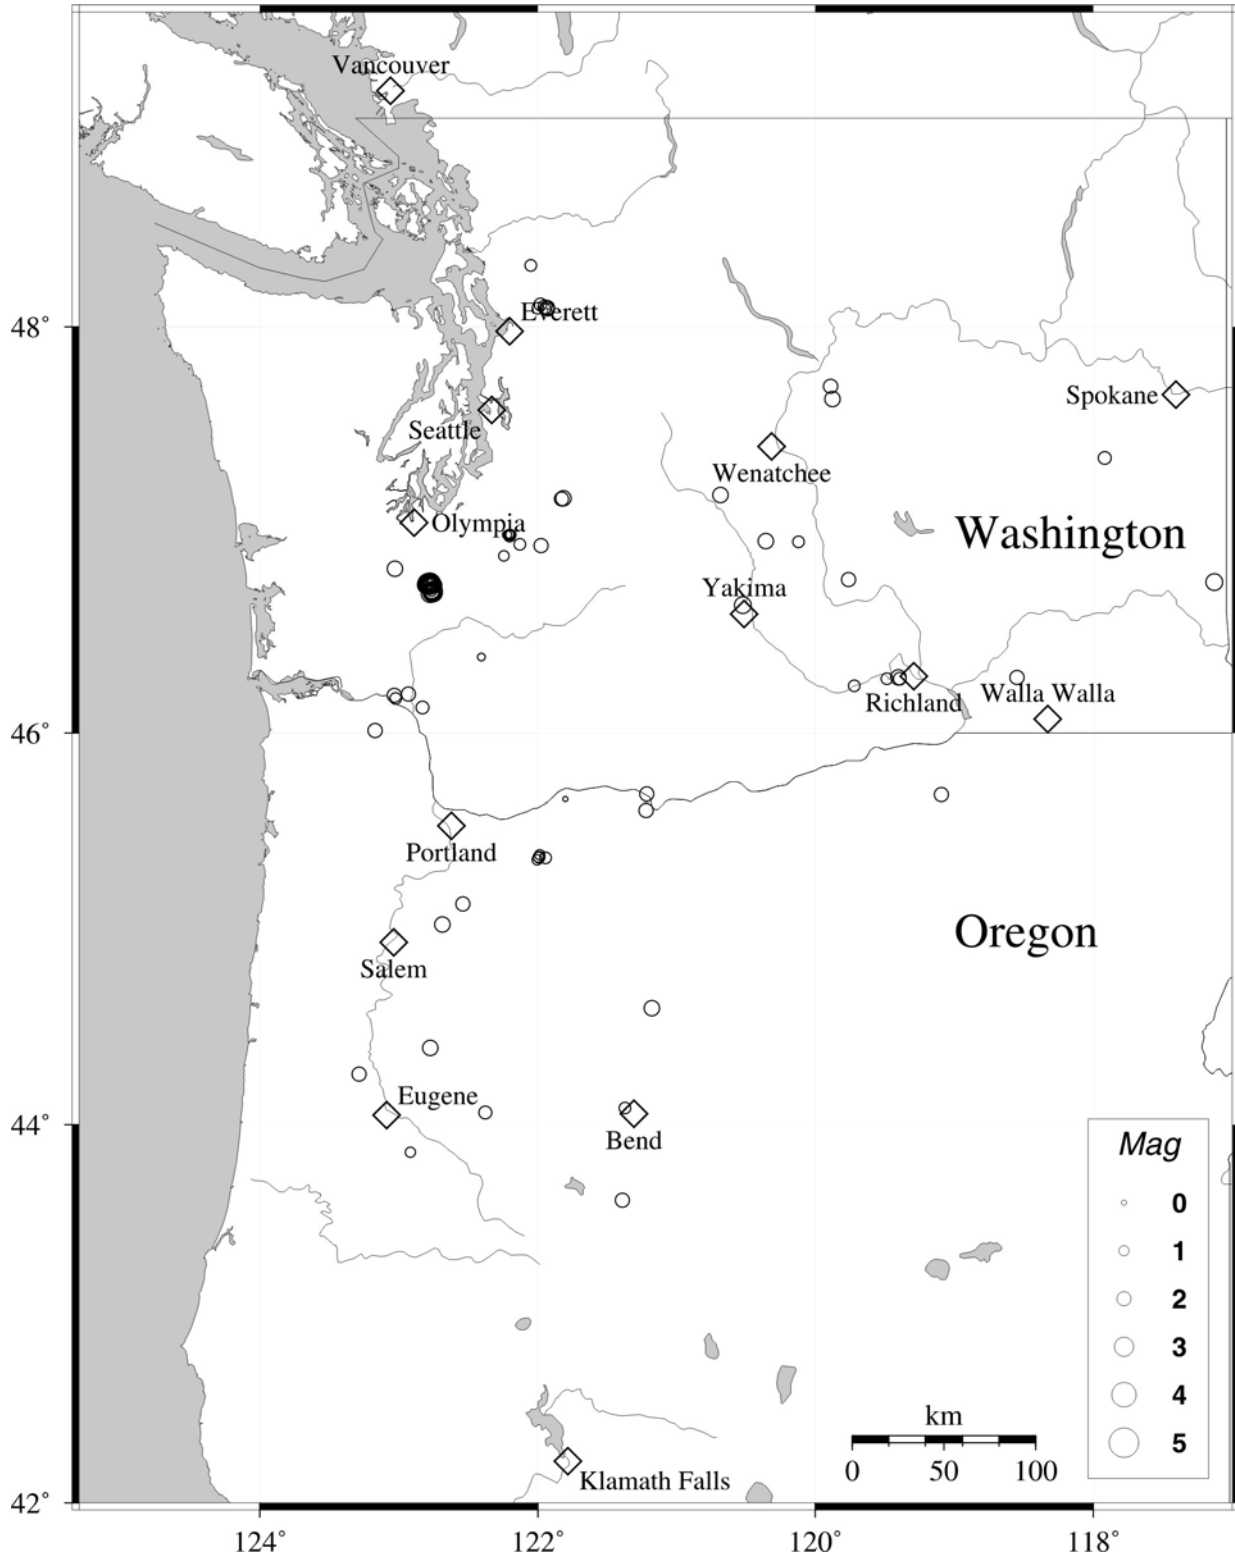 Vancouver
48°
Everett
Spokane
Seattle
Wenatchee
Olympia
Washington
Yakima
Richland
Walla Walla
46°
Portland
Oregon
Salem
44°
Eugene
Bend
Mag
0
1
2
3
4
5
km
0 50 100
Klamath Falls
42°
124° 122° 120° 118°